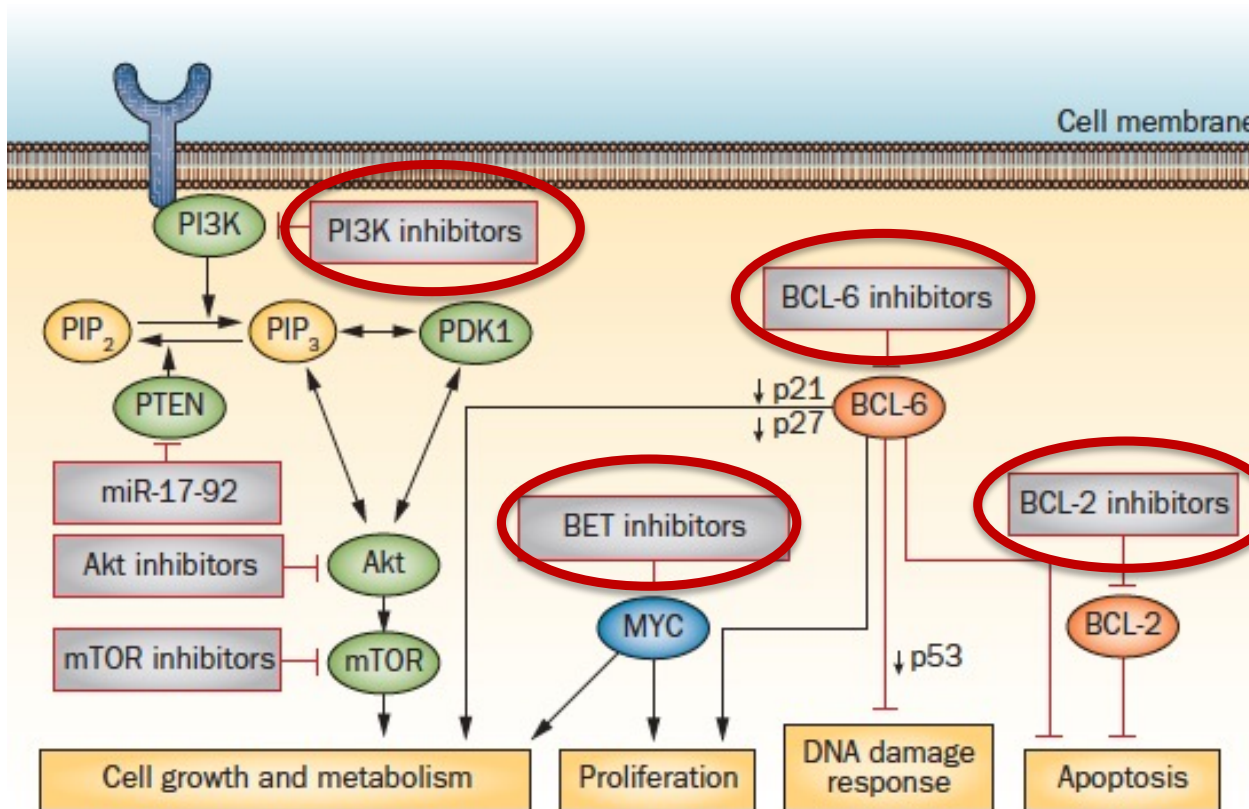 Cell membrane
PI3K
PI3K inhibitors
BCL-6 inhibitors
PIP2
PIP3
PDK1
PTEN
↓ p21
↓ p27
BCL-6
miR-17-92
BET inhibitors
BCL-2 inhibitors
Akt inhibitors
Akt
MYC
BCL-2
mTOR inhibitors
mTOR
↓ p53
Cell growth and metabolism
Proliferation
DNA damage
response
Apoptosis